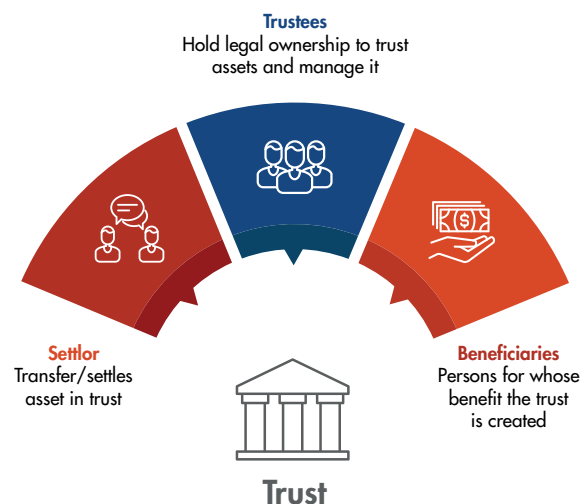 Trustees
Hold legal ownership to trust
assets and manage it
$
Settlor
Transfer/settles
asset in trust
Beneficiaries
Persons for whose
benefit the trust
is created
Trust